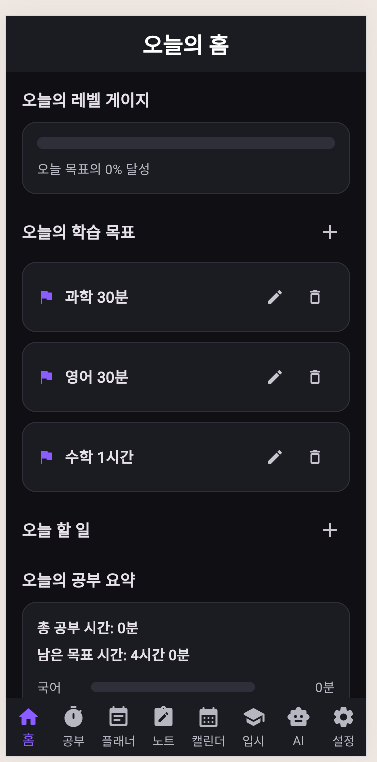 오늘의 홈
오늘의 레벨 게이지
오늘 목표의 0% 달성
오늘의 학습 목표
과학 30분
영어 30분
수학 1시간
오늘 할 일
오늘의 공부 요약
총 공부 시간: 0분
남은 목표 시간: 4시간 0분
국어 0분
홈 공부 플래너 노트 캘린더 입시 AI 설정